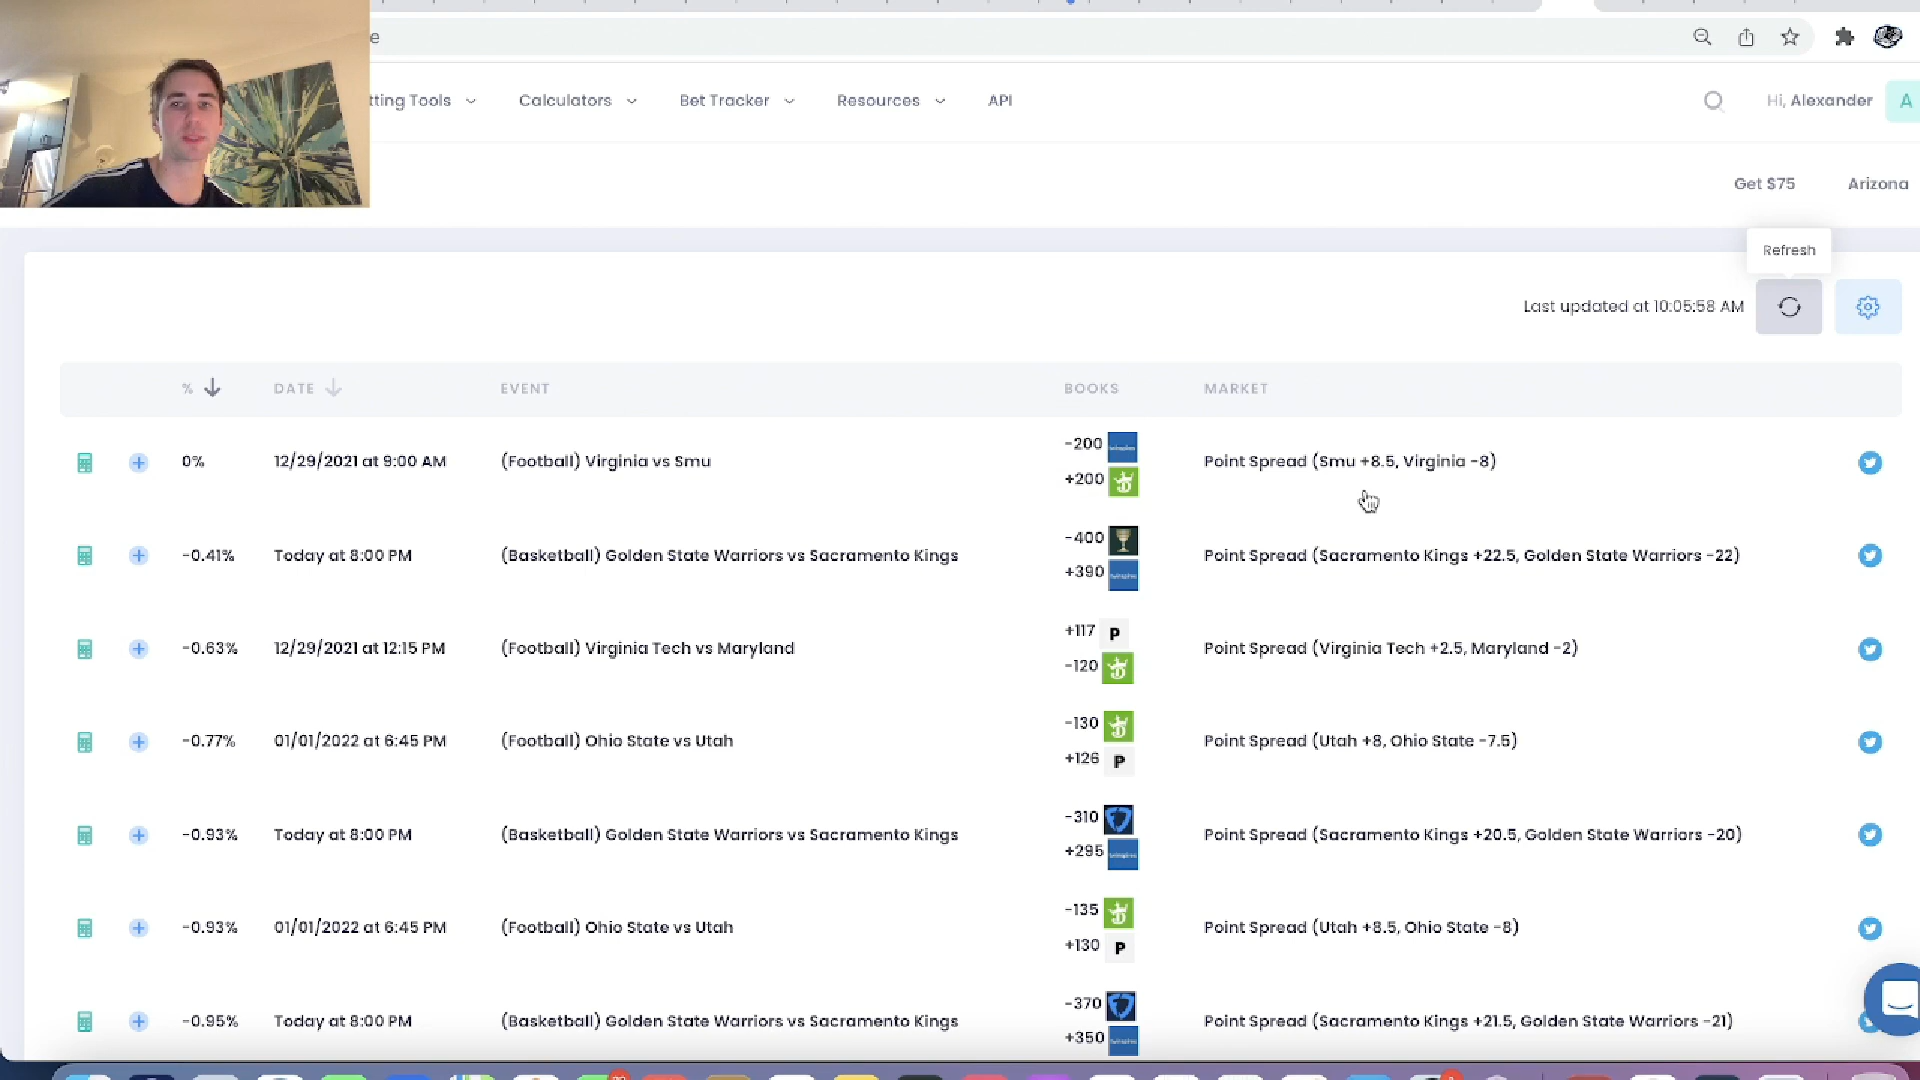 e
tting Tools Calculators Bet Tracker Resources API Hi, Alexander A
Get $75 Arizona
Refresh
Last updated at 10:05:58 AM
% DATE EVENT BOOKS MARKET
0% 12/29/2021 at 9:00 AM (Football) Virginia vs Smu -200 +200 Point Spread (Smu +8.5, Virginia -8)
-0.41% Today at 8:00 PM (Basketball) Golden State Warriors vs Sacramento Kings -400 +390 Point Spread (Sacramento Kings +22.5, Golden State Warriors -22)
-0.63% 12/29/2021 at 12:15 PM (Football) Virginia Tech vs Maryland +117 P -120 Point Spread (Virginia Tech +2.5, Maryland -2)
-0.77% 01/01/2022 at 6:45 PM (Football) Ohio State vs Utah -130 +126 P Point Spread (Utah +8, Ohio State -7.5)
-0.93% Today at 8:00 PM (Basketball) Golden State Warriors vs Sacramento Kings -310 +295 Point Spread (Sacramento Kings +20.5, Golden State Warriors -20)
-0.93% 01/01/2022 at 6:45 PM (Football) Ohio State vs Utah -135 +130 P Point Spread (Utah +8.5, Ohio State -8)
-0.95% Today at 8:00 PM (Basketball) Golden State Warriors vs Sacramento Kings -370 +350 Point Spread (Sacramento Kings +21.5, Golden State Warriors -21)